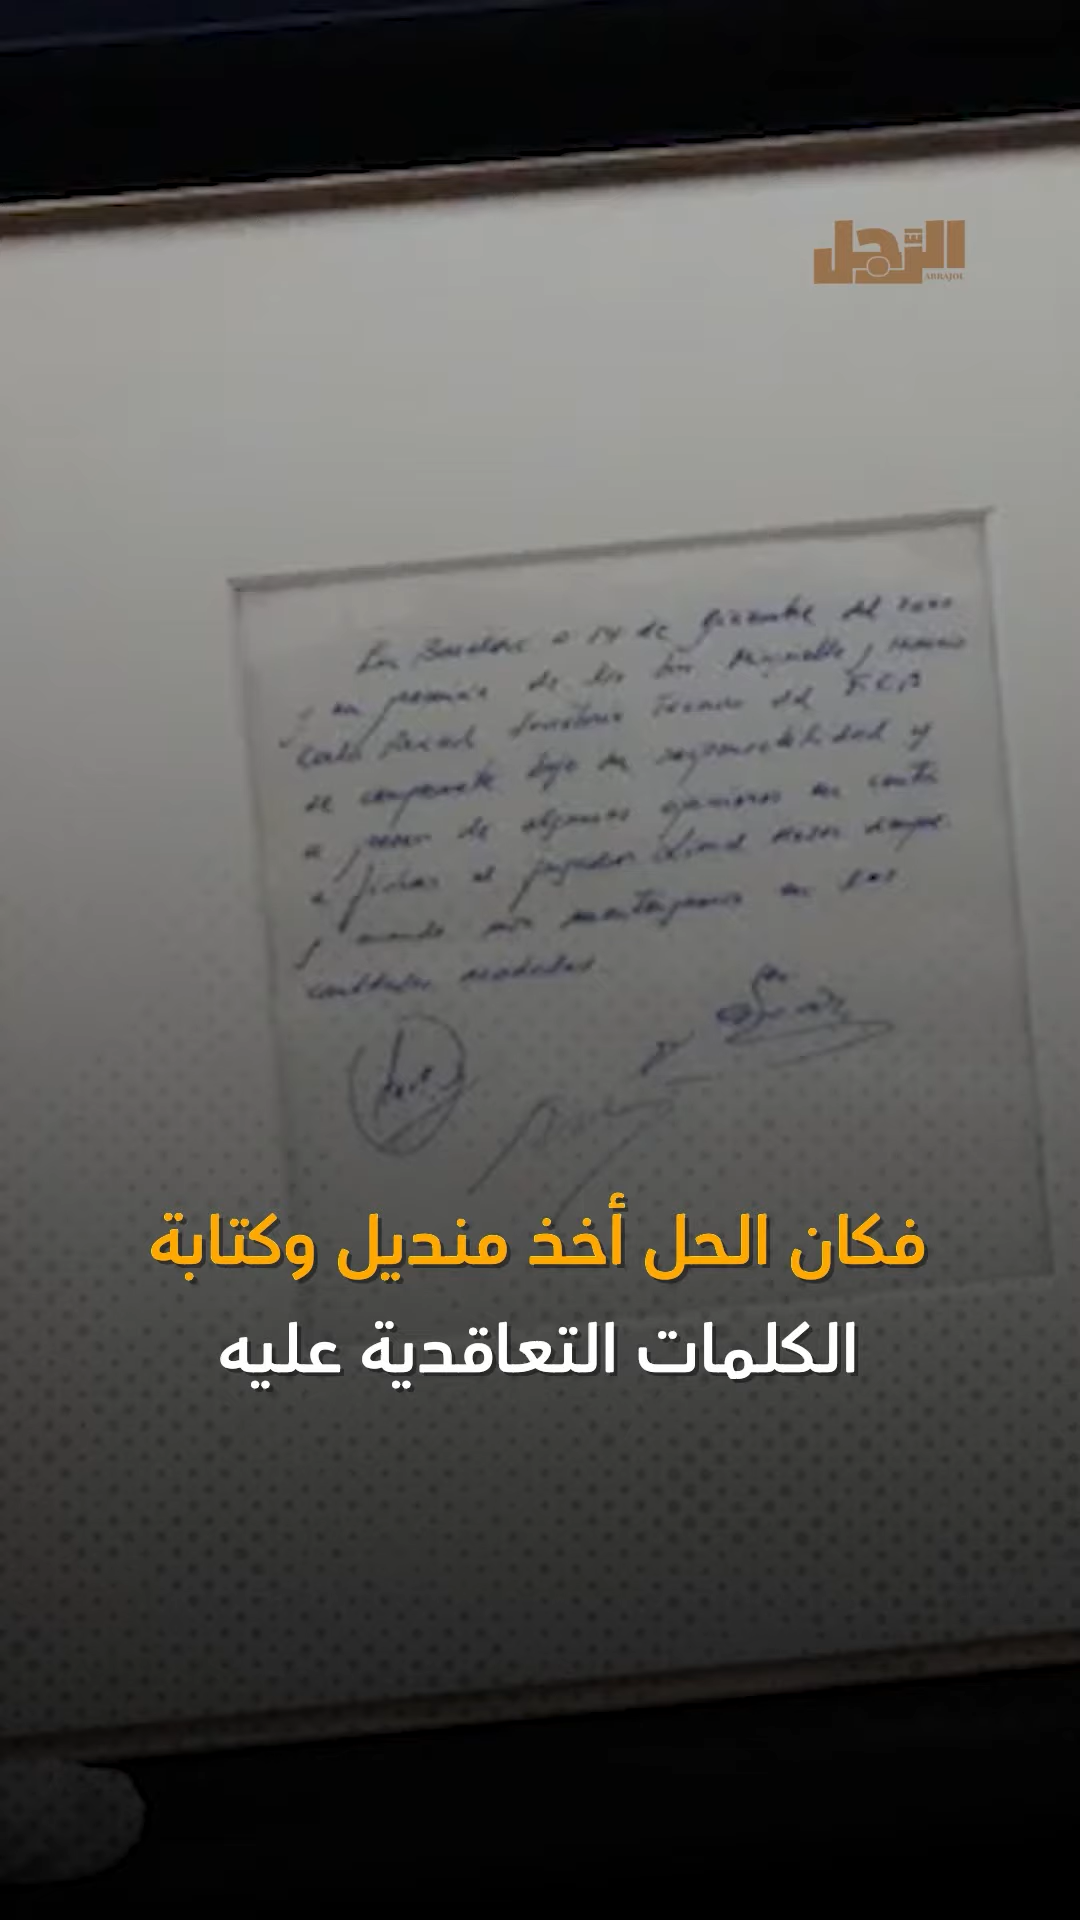 الرجل
ARRAJOL
En Barcelona a 14 de diciembre del 2000
y en presencia de los Sres Minguella y Horacio
Carlos Rexach Secretario Técnico del F.C.B
se compromete bajo su responsabilidad y
a pesar de algunas opiniones en contra
a fichar al jugador Lionel Messi siempre
y cuando nos mantengamos en las
cantidades acordadas
فكان الحل أخذ منديل وكتابة
الكلمات التعاقدية عليه